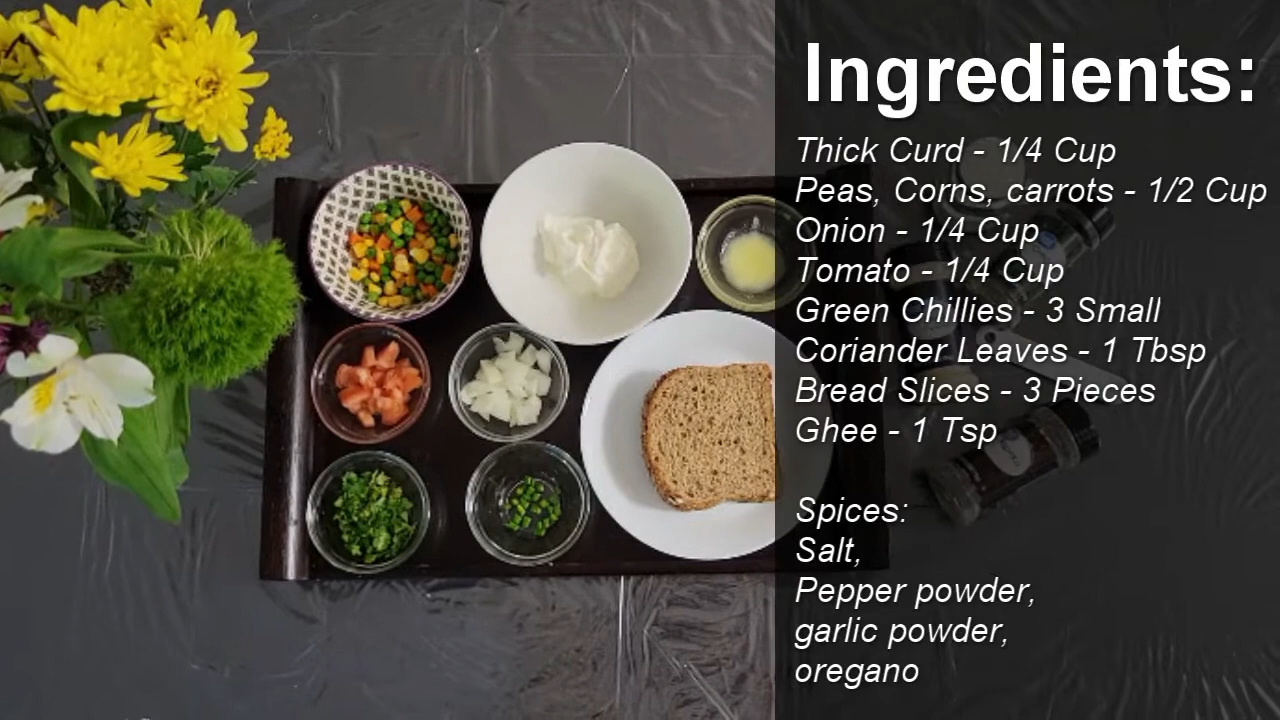 Ingredients:
Thick Curd - 1/4 Cup
Peas, Corns, carrots - 1/2 Cup
Onion - 1/4 Cup
Tomato - 1/4 Cup
Green Chillies - 3 Small
Coriander Leaves - 1 Tbsp
Bread Slices - 3 Pieces
Ghee - 1 Tsp
Spices:
Salt,
Pepper powder,
garlic powder,
oregano